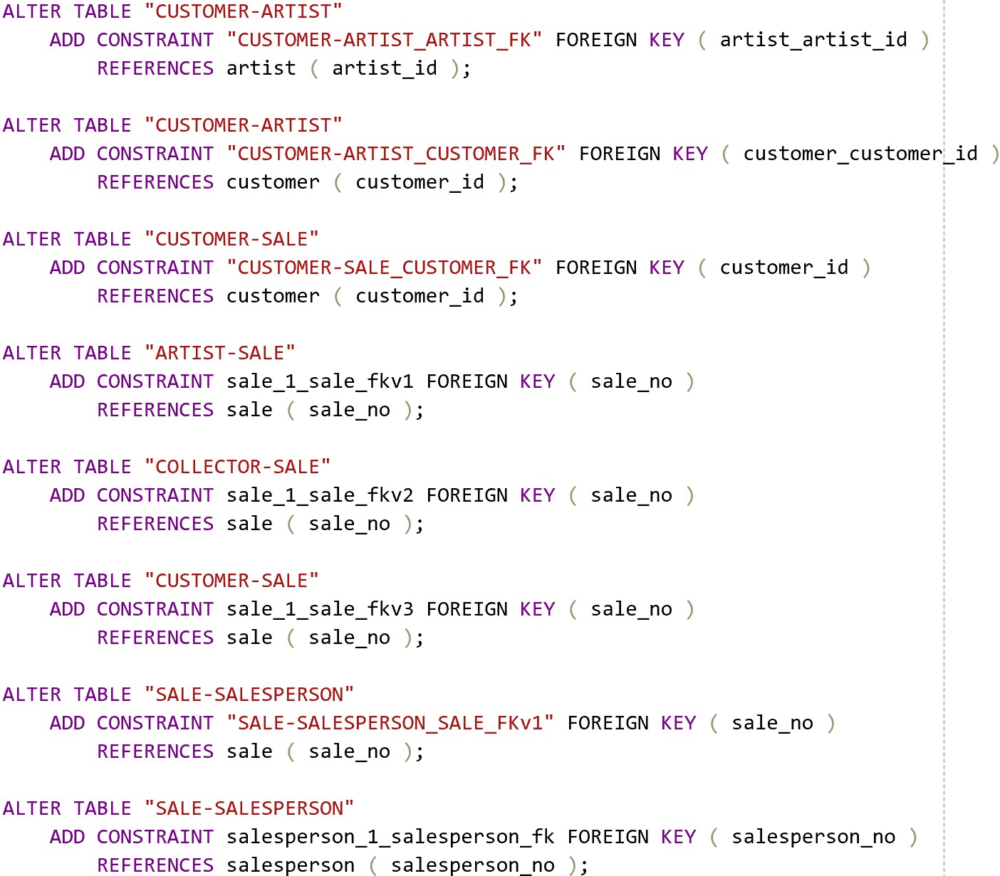 ALTER TABLE "CUSTOMER-ARTIST"
    ADD CONSTRAINT "CUSTOMER-ARTIST_ARTIST_FK" FOREIGN KEY ( artist_artist_id )
        REFERENCES artist ( artist_id );

ALTER TABLE "CUSTOMER-ARTIST"
    ADD CONSTRAINT "CUSTOMER-ARTIST_CUSTOMER_FK" FOREIGN KEY ( customer_customer_id )
        REFERENCES customer ( customer_id );

ALTER TABLE "CUSTOMER-SALE"
    ADD CONSTRAINT "CUSTOMER-SALE_CUSTOMER_FK" FOREIGN KEY ( customer_id )
        REFERENCES customer ( customer_id );

ALTER TABLE "ARTIST-SALE"
    ADD CONSTRAINT sale_1_sale_fkv1 FOREIGN KEY ( sale_no )
        REFERENCES sale ( sale_no );

ALTER TABLE "COLLECTOR-SALE"
    ADD CONSTRAINT sale_1_sale_fkv2 FOREIGN KEY ( sale_no )
        REFERENCES sale ( sale_no );

ALTER TABLE "CUSTOMER-SALE"
    ADD CONSTRAINT sale_1_sale_fkv3 FOREIGN KEY ( sale_no )
        REFERENCES sale ( sale_no );

ALTER TABLE "SALE-SALESPERSON"
    ADD CONSTRAINT "SALE-SALESPERSON_SALE_FKv1" FOREIGN KEY ( sale_no )
        REFERENCES sale ( sale_no );

ALTER TABLE "SALE-SALESPERSON"
    ADD CONSTRAINT salesperson_1_salesperson_fk FOREIGN KEY ( salesperson_no )
        REFERENCES salesperson ( salesperson_no );